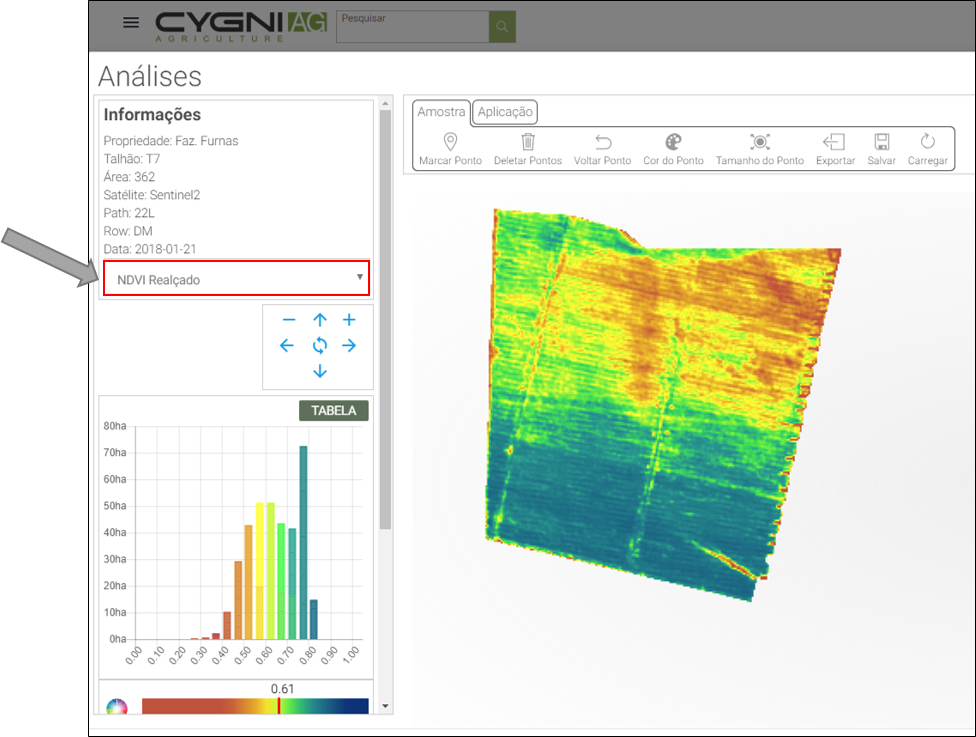 CYGNI AG
AGRICULTURE
Pesquisar
Análises
Informações
Propriedade: Faz. Furnas
Talhão: T7
Área: 362
Satélite: Sentinel2
Path: 22L
Row: DM
Data: 2018-01-21
NDVI Realçado
TABELA
80ha
70ha
60ha
50ha
40ha
30ha
20ha
10ha
0ha
0.00 0.10 0.20 0.30 0.40 0.50 0.60 0.70 0.80 0.90 1.00
0.61
Amostra Aplicação
Marcar Ponto Deletar Pontos Voltar Ponto Cor do Ponto Tamanho do Ponto Exportar Salvar Carregar